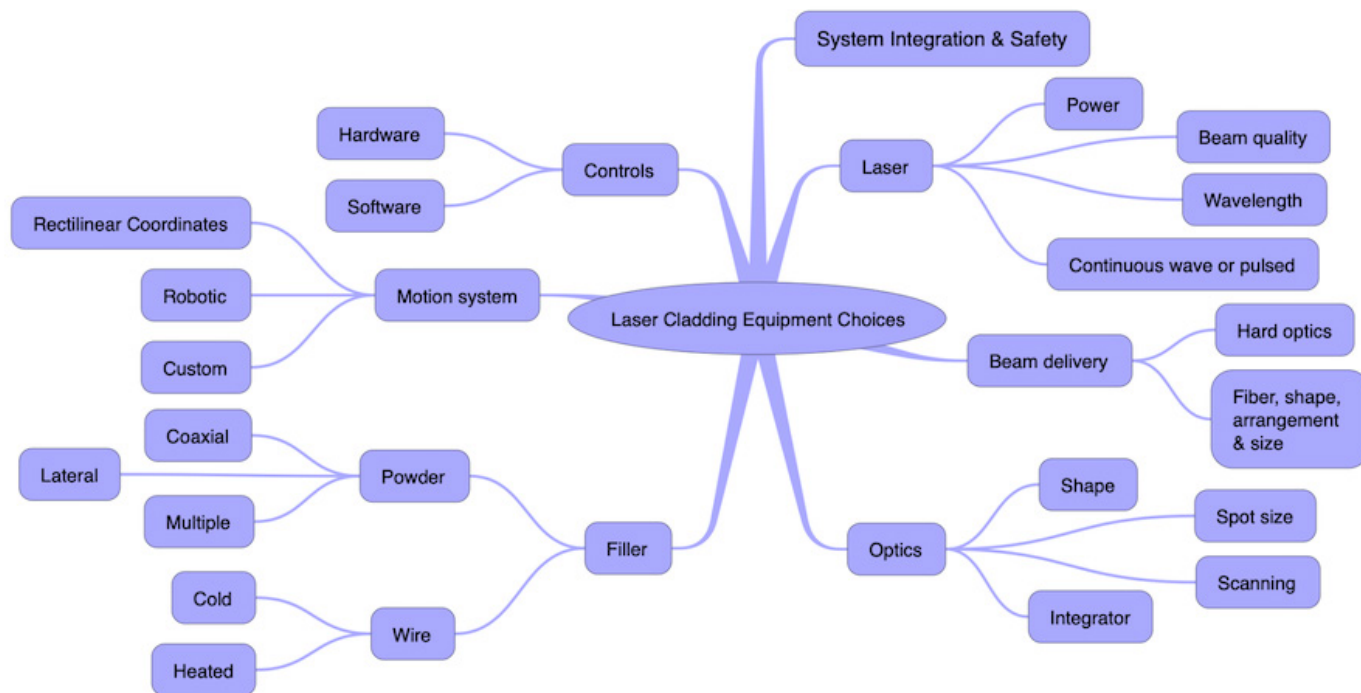 System Integration & Safety
Power
Hardware
Beam quality
Laser
Controls
Wavelength
Software
Rectilinear Coordinates
Continuous wave or pulsed
Robotic
Motion system
Laser Cladding Equipment Choices
Hard optics
Beam delivery
Custom
Fiber, shape,
arrangement
& size
Coaxial
Lateral
Powder
Shape
Multiple
Spot size
Filler
Optics
Scanning
Cold
Integrator
Wire
Heated